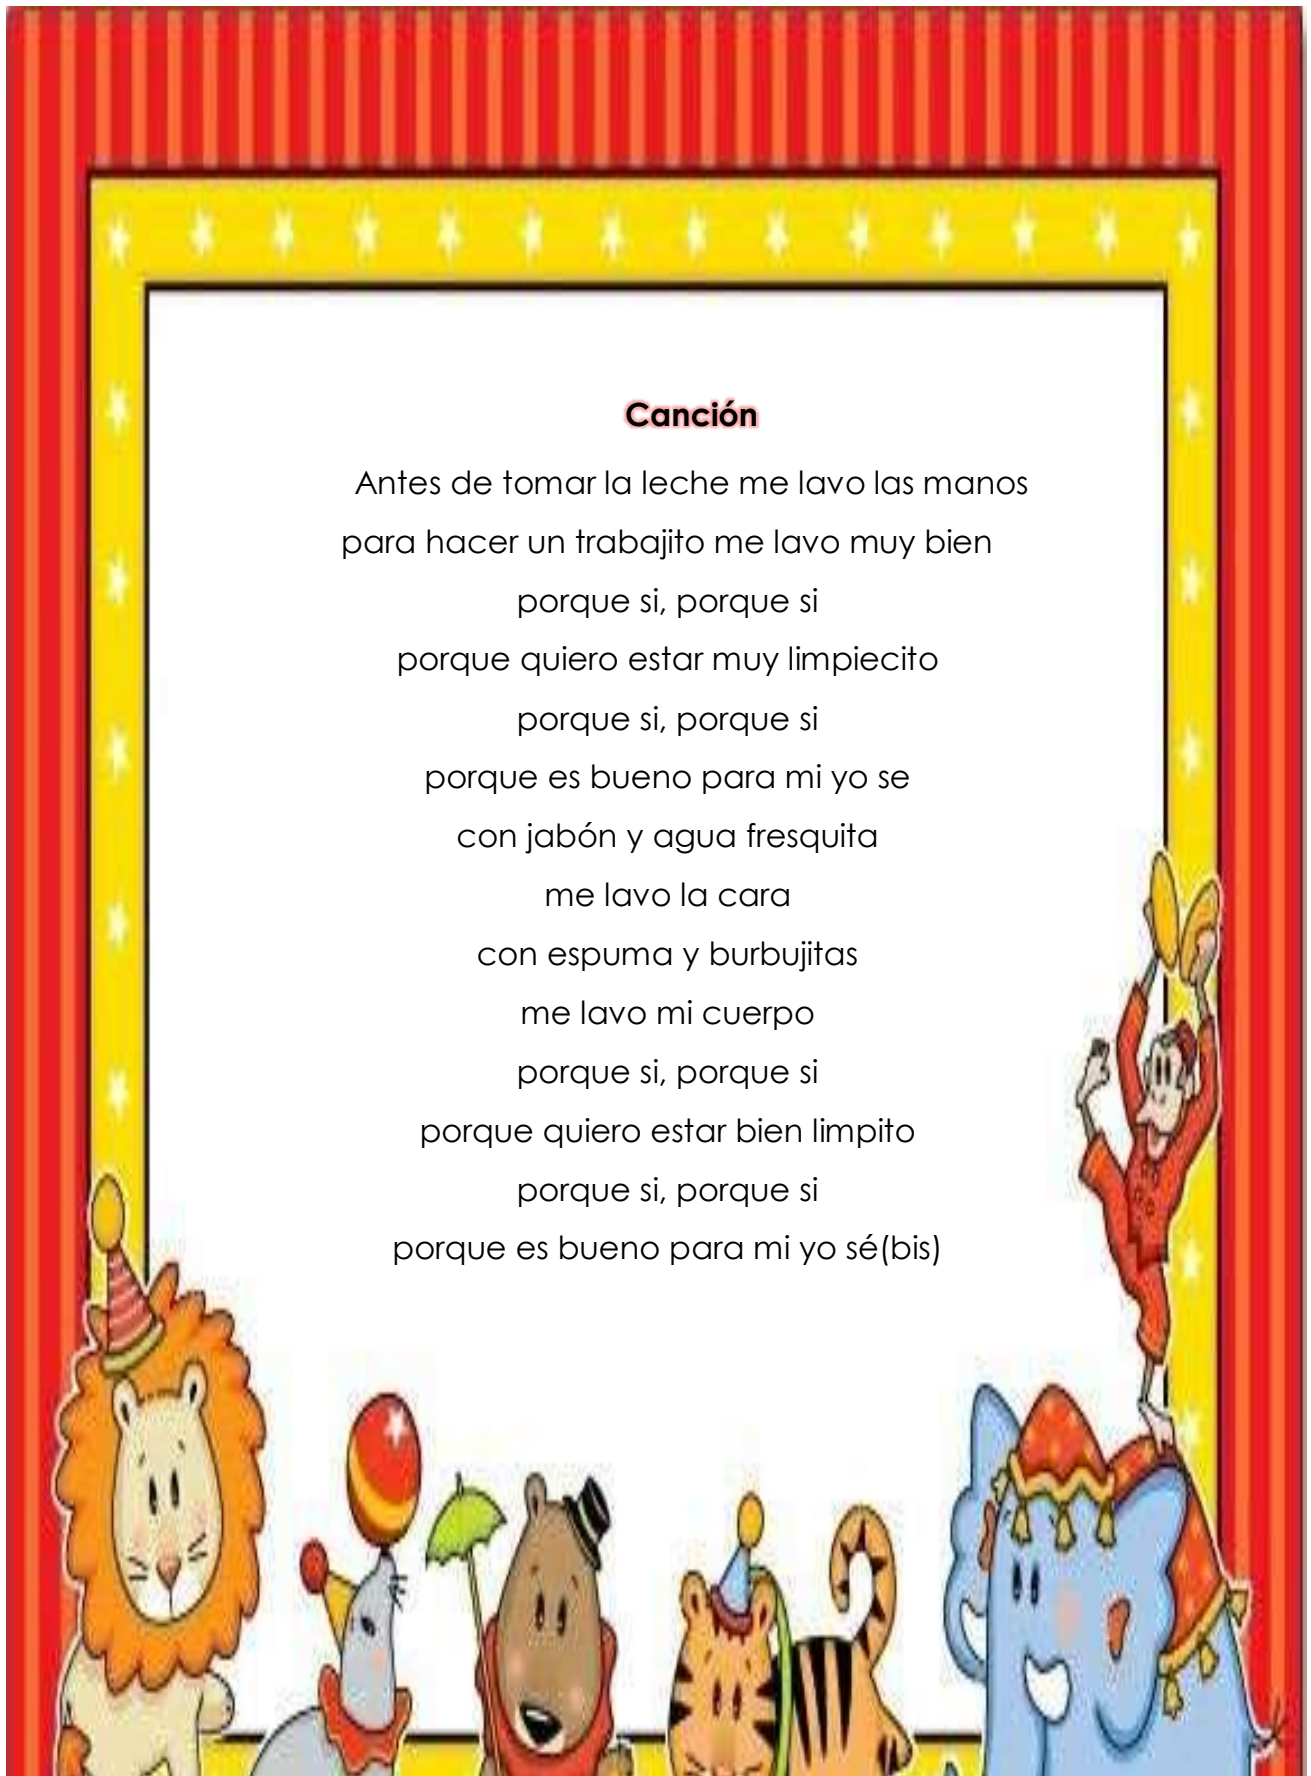 Canción
Antes de tomar la leche me lavo las manos
para hacer un trabajito me lavo muy bien
porque si, porque si
porque quiero estar muy limpiecito
porque si, porque si
porque es bueno para mi yo se
con jabón y agua fresquita
me lavo la cara
con espuma y burbujitas
me lavo mi cuerpo
porque si, porque si
porque quiero estar bien limpito
porque si, porque si
porque es bueno para mi yo sé(bis)